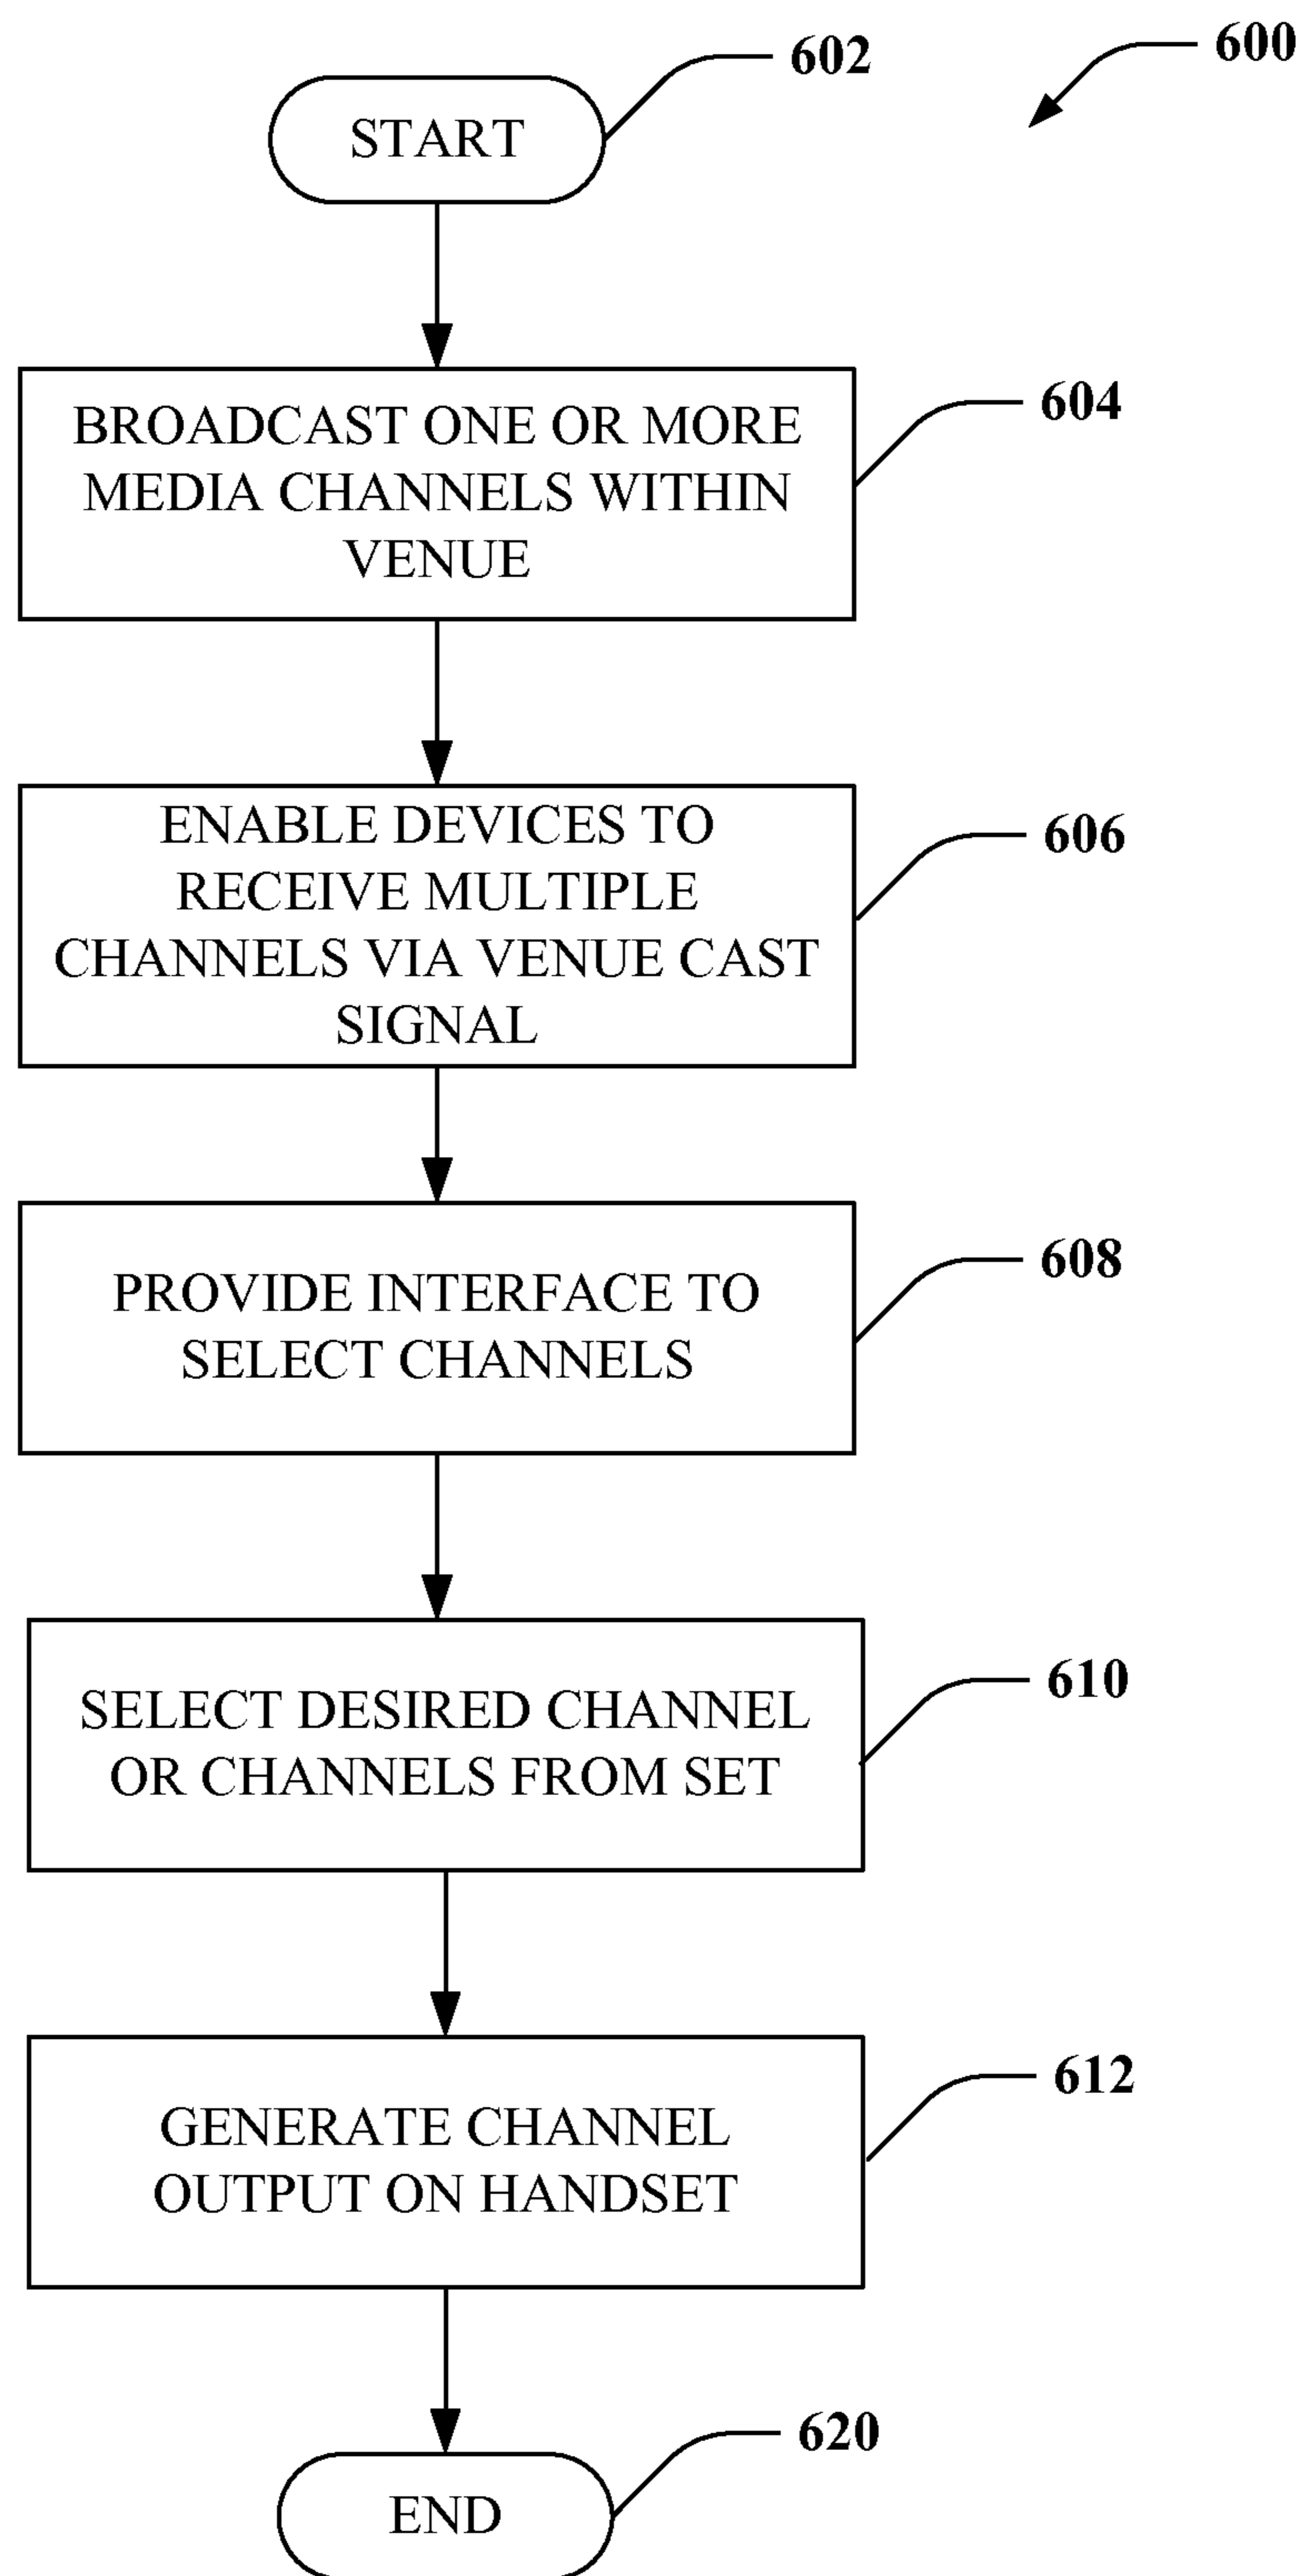 600
602
START
604
BROADCAST ONE OR MORE
MEDIA CHANNELS WITHIN
VENUE
606
ENABLE DEVICES TO
RECEIVE MULTIPLE
CHANNELS VIA VENUE CAST
SIGNAL
608
PROVIDE INTERFACE TO
SELECT CHANNELS
610
SELECT DESIRED CHANNEL
OR CHANNELS FROM SET
612
GENERATE CHANNEL
OUTPUT ON HANDSET
620
END